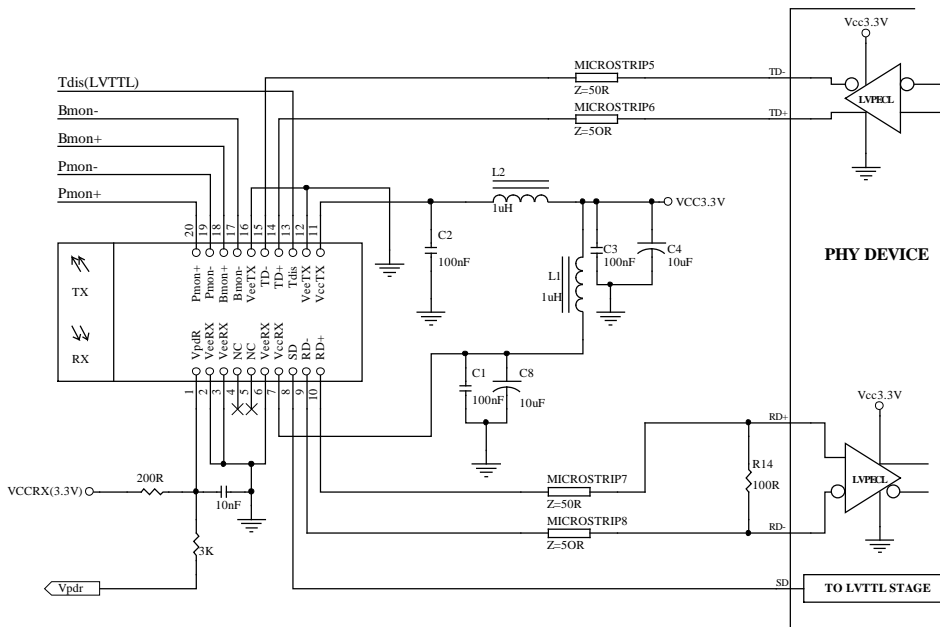 Vcc3.3V
MICROSTRIP5
TD-
Tdis(LVTTL)
Z=50R
LVPECL
Bmon-
MICROSTRIP6
TD+
Z=5OR
Bmon+
Pmon-
L2
Pmon+
1uH
VCC3.3V
20
19
18
17
16
15
14
13
12
11
C2
100nF
C3
100nF
C4
10uF
PHY DEVICE
L1
1uH
TX
Pmon+
Pmon-
Bmon+
Bmon-
VeeTX
TD-
TD+
Tdis
VeeTX
VccTX
RX
VpdR
VeeRX
VeeRX
NC
NC
VeeRX
VccRX
SD
RD-
RD+
1
2
3
4
5
6
7
8
9
10
C1
100nF
C8
10uF
Vcc3.3V
RD+
R14
100R
LVPECL
200R
VCCRX(3.3V)
10nF
MICROSTRIP7
Z=50R
MICROSTRIP8
Z=5OR
RD-
3K
Vpdr
SD
TO LVTTL STAGE